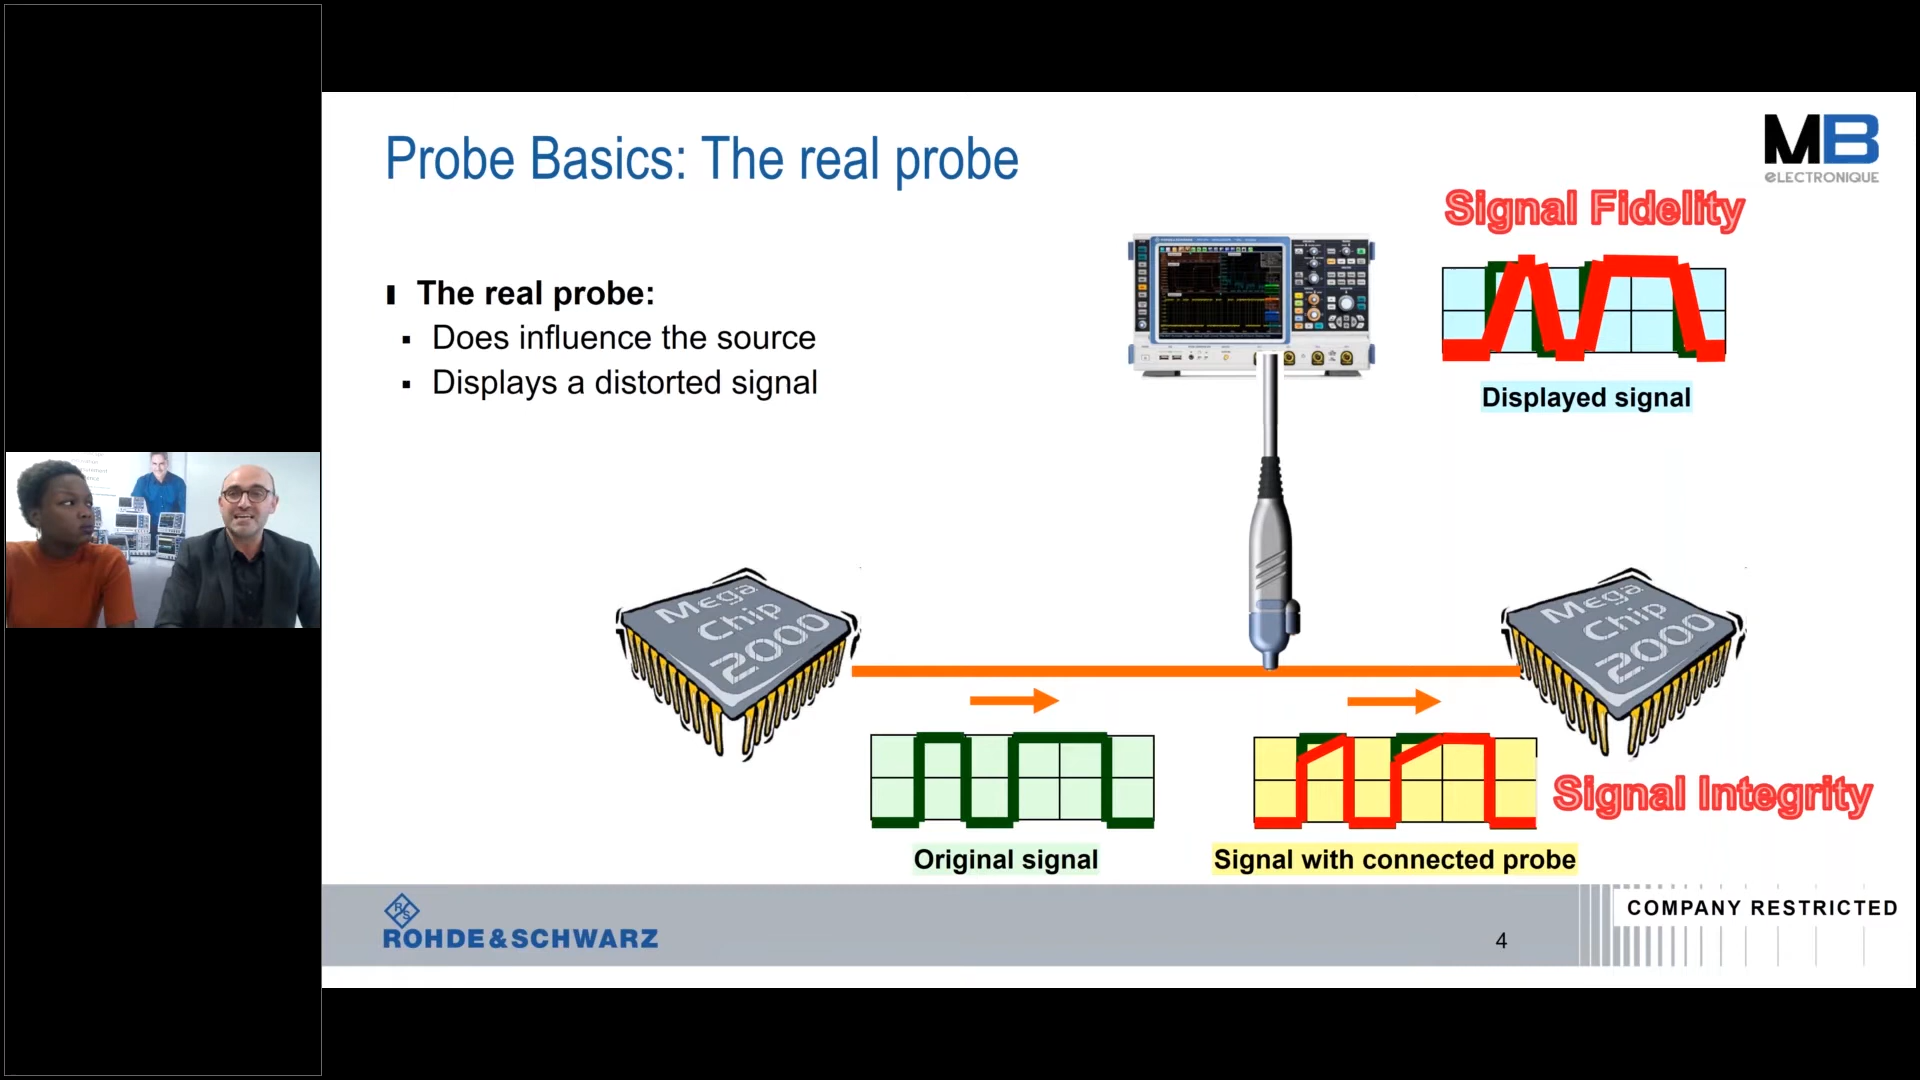 Probe Basics: The real probe
MB
eLECTRONIQUE
Signal Fidelity
The real probe:
Does influence the source
Displays a distorted signal
Displayed signal
Mega
Chip
2000
Mega
Chip
2000
Signal Integrity
Original signal
Signal with connected probe
R S
ROHDE & SCHWARZ
4
COMPANY RESTRICTED